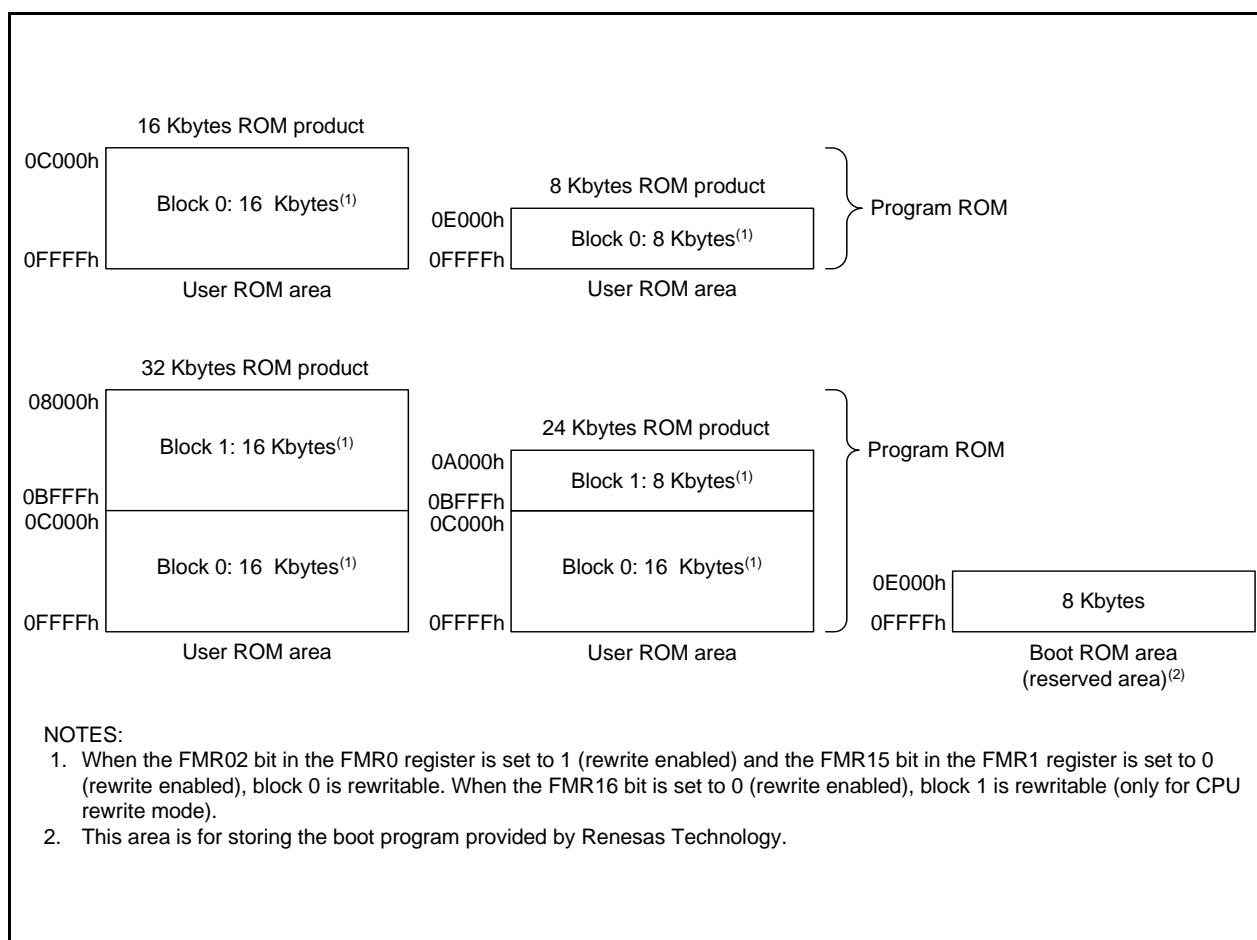 16 Kbytes ROM product
0C000h
Block 0: 16 Kbytes(1)
0FFFFh
User ROM area
8 Kbytes ROM product
0E000h
Block 0: 8 Kbytes(1)
0FFFFh
User ROM area
Program ROM
32 Kbytes ROM product
08000h
Block 1: 16 Kbytes(1)
0BFFFh
0C000h
Block 0: 16 Kbytes(1)
0FFFFh
User ROM area
24 Kbytes ROM product
0A000h
Block 1: 8 Kbytes(1)
0BFFFh
0C000h
Block 0: 16 Kbytes(1)
0FFFFh
User ROM area
Program ROM
0E000h
8 Kbytes
0FFFFh
Boot ROM area
(reserved area)(2)
NOTES:
1. When the FMR02 bit in the FMR0 register is set to 1 (rewrite enabled) and the FMR15 bit in the FMR1 register is set to 0
(rewrite enabled), block 0 is rewritable. When the FMR16 bit is set to 0 (rewrite enabled), block 1 is rewritable (only for CPU
rewrite mode).
2. This area is for storing the boot program provided by Renesas Technology.